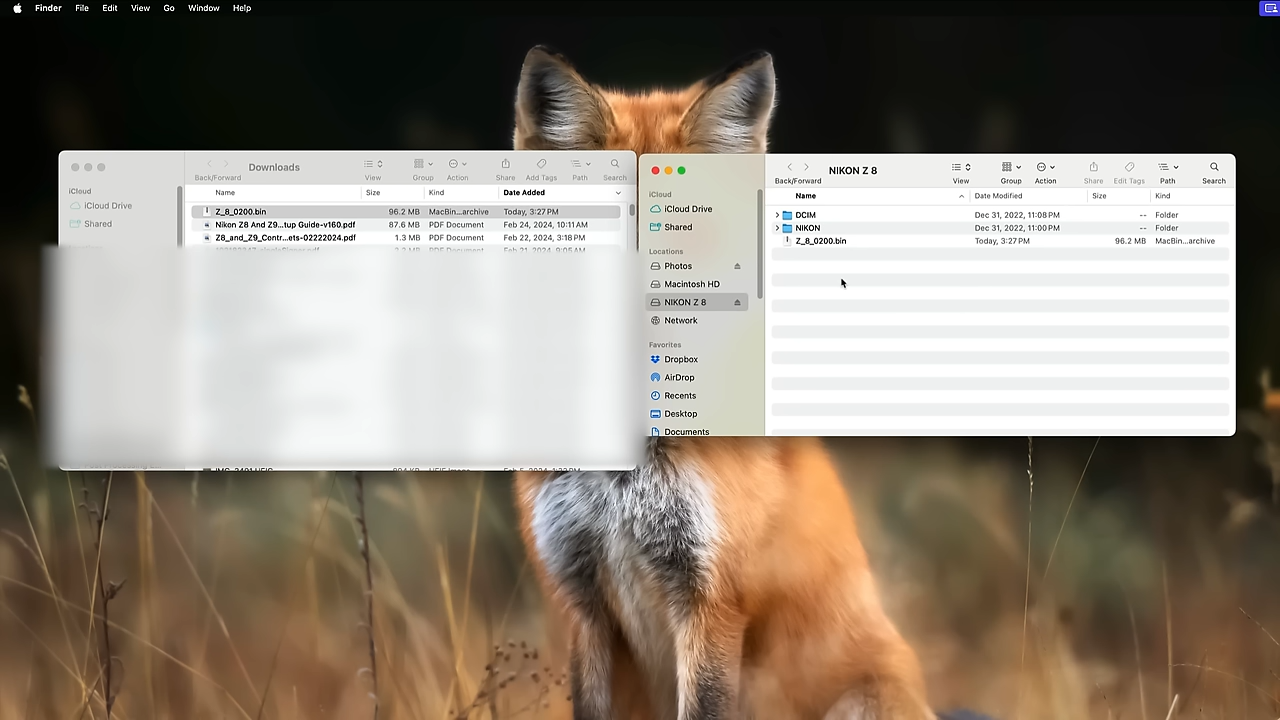 Finder File Edit View Go Window Help
Downloads
Back/Forward View Group Action Share Add Tags Path Search
iCloud
iCloud Drive
Shared
Name Size Kind Date Added
Z_8_0200.bin 96.2 MB MacBin...archive Today, 3:27 PM
Nikon Z8 And Z9...tup Guide-v160.pdf 87.6 MB PDF Document Feb 24, 2024, 10:11 AM
Z8_and_Z9_Contr...ets-02222024.pdf 1.3 MB PDF Document Feb 22, 2024, 3:18 PM
NIKON Z 8
Back/Forward View Group Action Share Edit Tags Path Search
iCloud
iCloud Drive
Shared
Locations
Photos
Macintosh HD
NIKON Z 8
Network
Favorites
Dropbox
AirDrop
Recents
Desktop
Documents
Name Date Modified Size Kind
DCIM Dec 31, 2022, 11:08 PM -- Folder
NIKON Dec 31, 2022, 11:00 PM -- Folder
Z_8_0200.bin Today, 3:27 PM 96.2 MB MacBin...archive